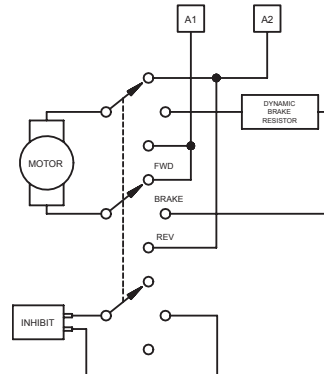 A1
A2
DYNAMIC
BRAKE
RESISTOR
MOTOR
FWD
BRAKE
REV
INHIBIT